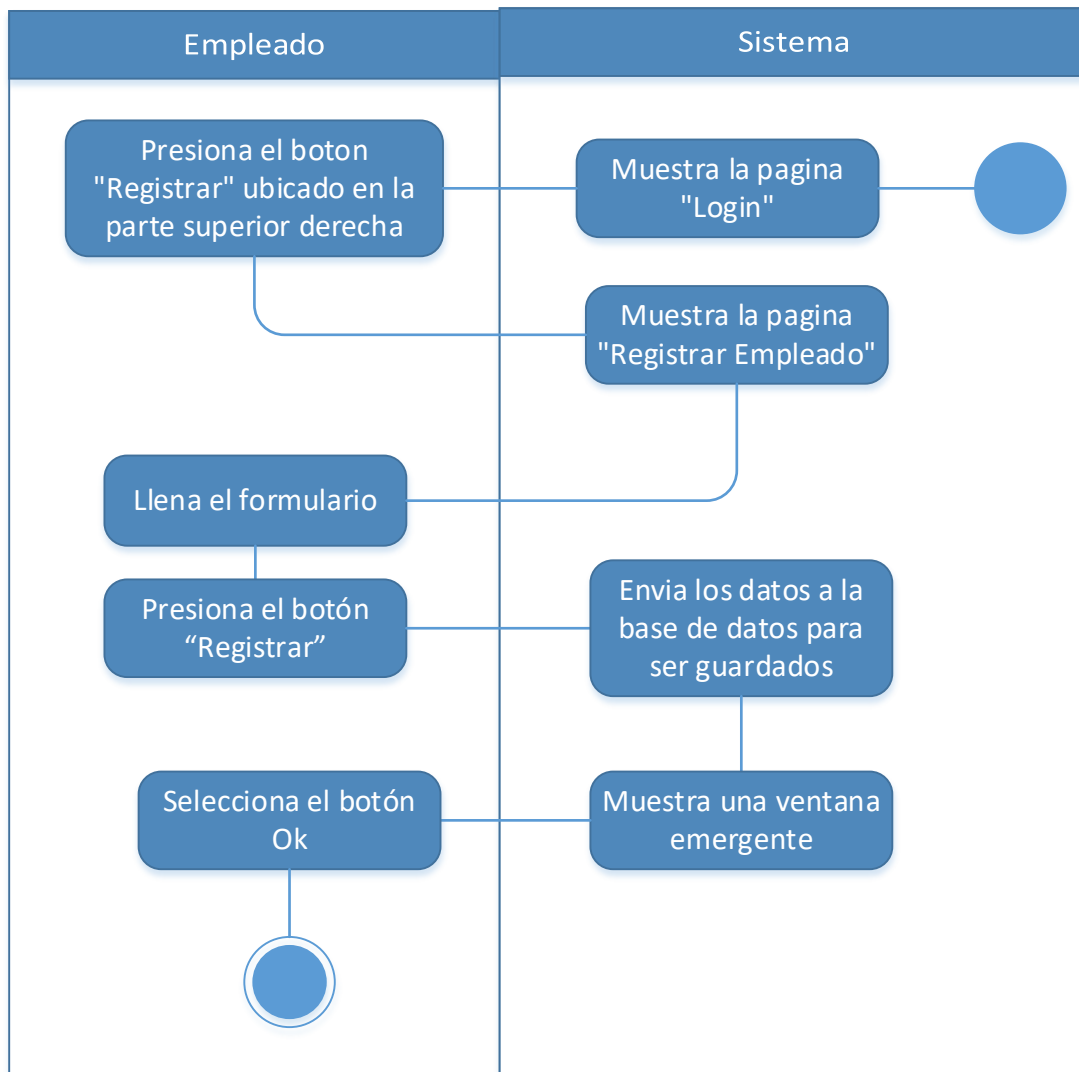 Empleado
Sistema
Presiona el boton
"Registrar" ubicado en la
parte superior derecha
Muestra la pagina
"Login"
Muestra la pagina
"Registrar Empleado"
Llena el formulario
Presiona el botón
“Registrar”
Envia los datos a la
base de datos para
ser guardados
Selecciona el botón
Ok
Muestra una ventana
emergente